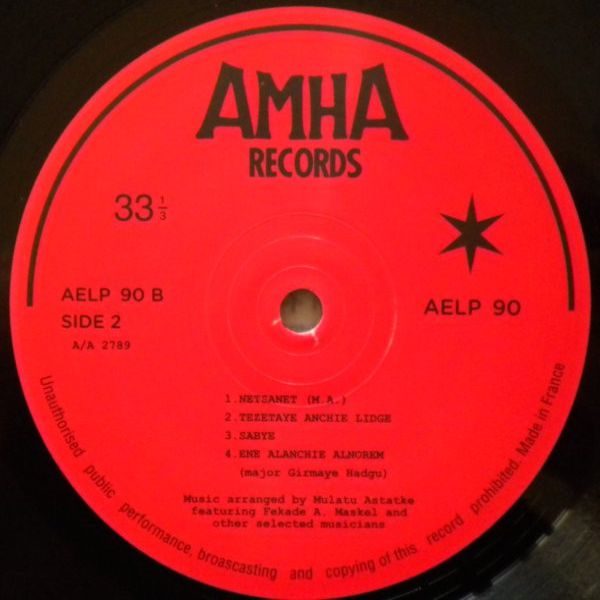 AMHA
RECORDS
33 1/3
AELP 90 B
SIDE 2
A/A 2789
AELP 90
1.NETSANET (M.A.)
2.TEZETAYE ANCHIE LIDGE
3.SABYE
4.ENE ALANCHIE ALNOREM
(major Girmaye Hadgu)
Music arranged by Mulatu Astatke
featuring Fekade A. Maskel and
other selected musicians
Unauthorised public performance, broascasting and copying of this record prohibited. Made in France